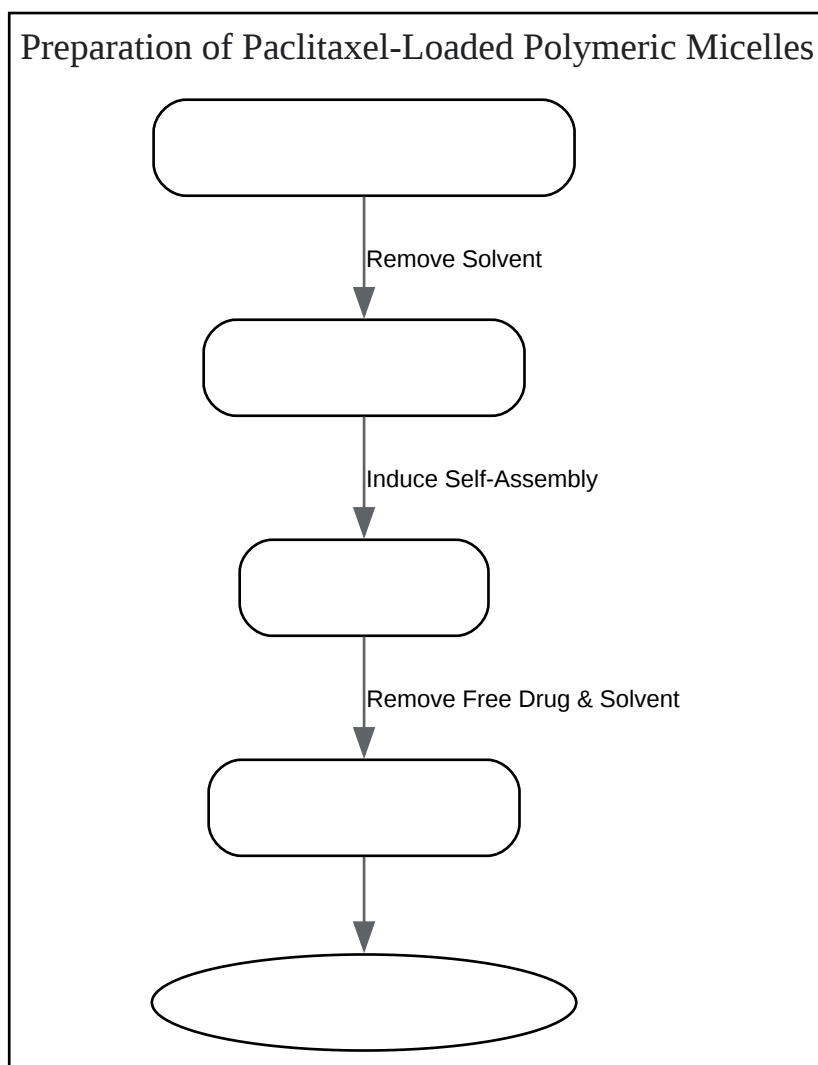 Preparation of Paclitaxel-Loaded Polymeric Micelles
Remove Solvent
Induce Self-Assembly
Remove Free Drug & Solvent